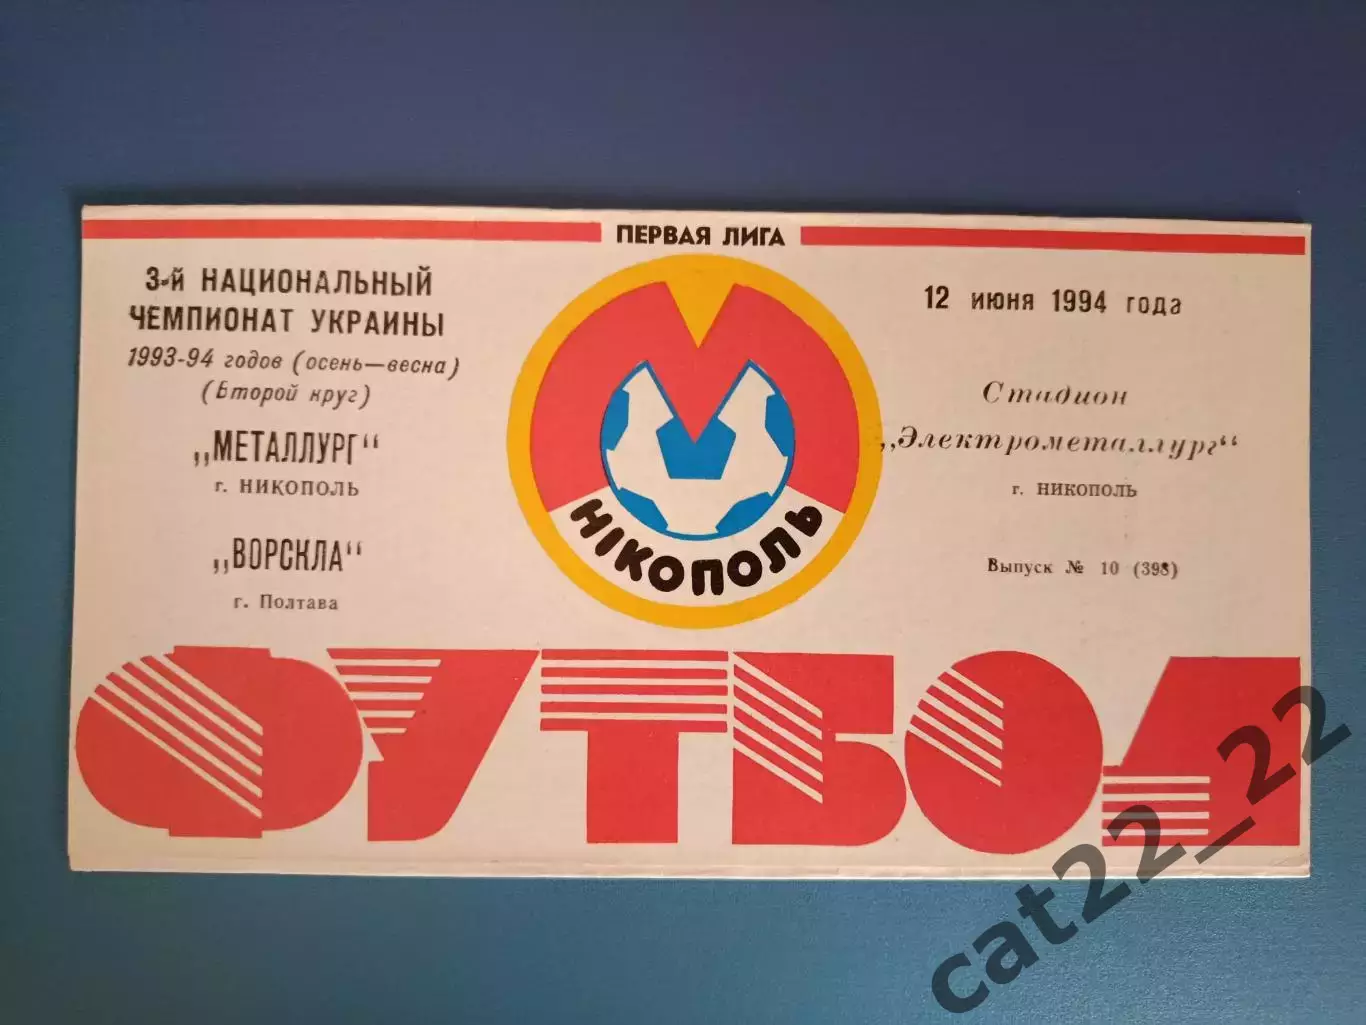 ПЕРВАЯ ЛИГА
3-й НАЦИОНАЛЬНЫЙ
ЧЕМПИОНАТ УКРАИНЫ
1993-94 годов (осень—весна)
(Второй круг)
„МЕТАЛЛУРГ“
г. НИКОПОЛЬ
„ВОРСКЛА“
г. Полтава
НІКОПОЛЬ
12 июня 1994 года
Стадион
„Электрометаллург“
г. НИКОПОЛЬ
Выпуск № 10 (398)
ФУТБОЛ
cat22_22